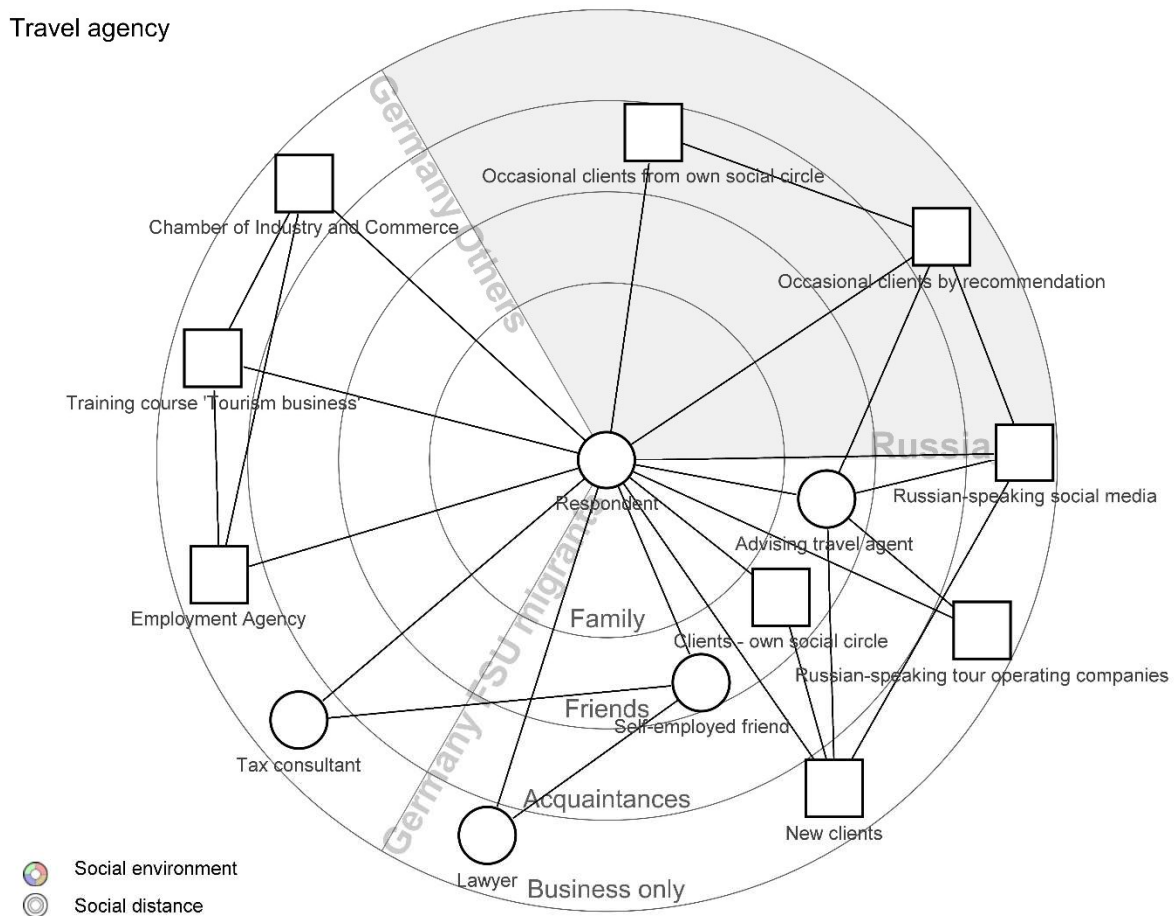 Travel agency
Germany Others
Occasional clients from own social circle
Chamber of Industry and Commerce
Occasional clients by recommendation
Training course 'Tourism business'
Russia
Respondent
Russian-speaking social media
Advising travel agent
Germany FSU migrants
Employment Agency
Family
Clients - own social circle
Russian-speaking tour operating companies
Friends
Self-employed friend
Tax consultant
Acquaintances
New clients
Lawyer
Business only
Social environment
Social distance